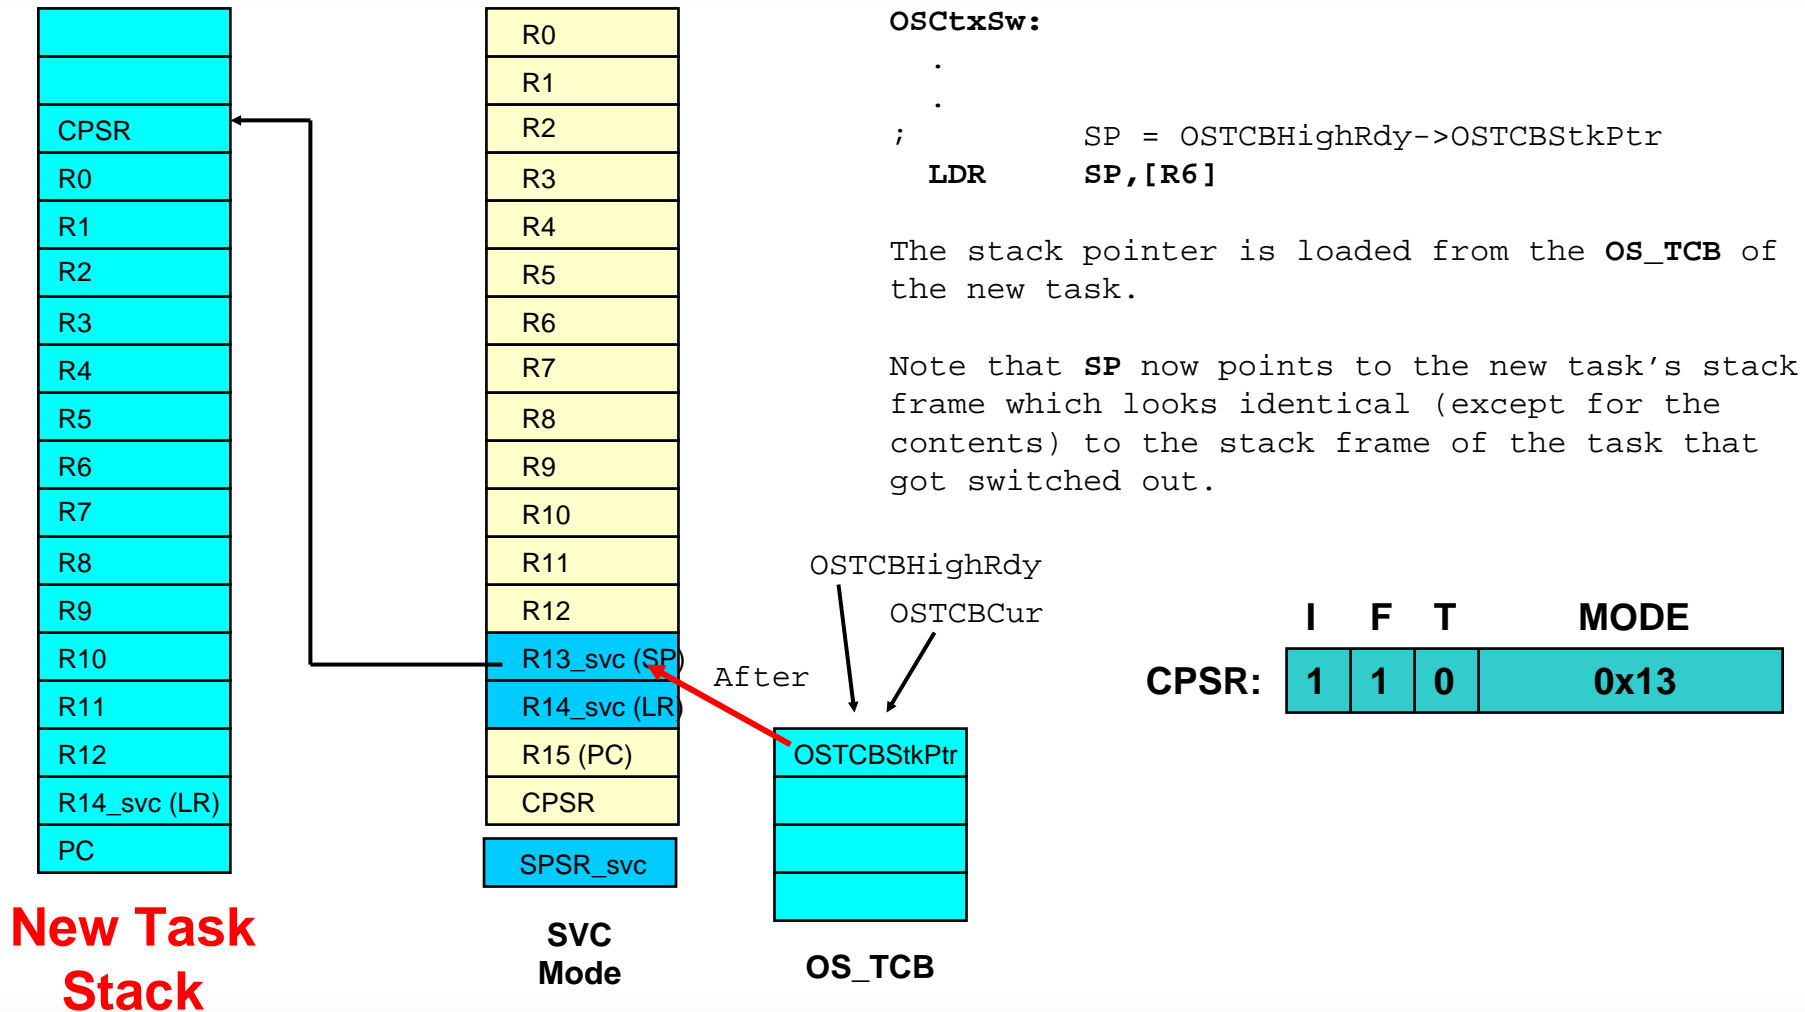 CPSR
R0
R1
R2
R3
R4
R5
R6
R7
R8
R9
R10
R11
R12
R14_svc (LR)
PC
New Task
Stack
R0
R1
R2
R3
R4
R5
R6
R7
R8
R9
R10
R11
R12
R13_svc (SP)
R14_svc (LR)
R15 (PC)
CPSR
SPSR_svc
SVC
Mode
OSCtxSw:
.
.
; SP = OSTCBHighRdy->OSTCBStkPtr
LDR SP,[R6]
The stack pointer is loaded from the OS_TCB of
the new task.
Note that SP now points to the new task’s stack
frame which looks identical (except for the
contents) to the stack frame of the task that
got switched out.
OSTCBHighRdy
OSTCBCur
After
OSTCBStkPtr
OS_TCB
I F T MODE
CPSR: 1 1 0 0x13